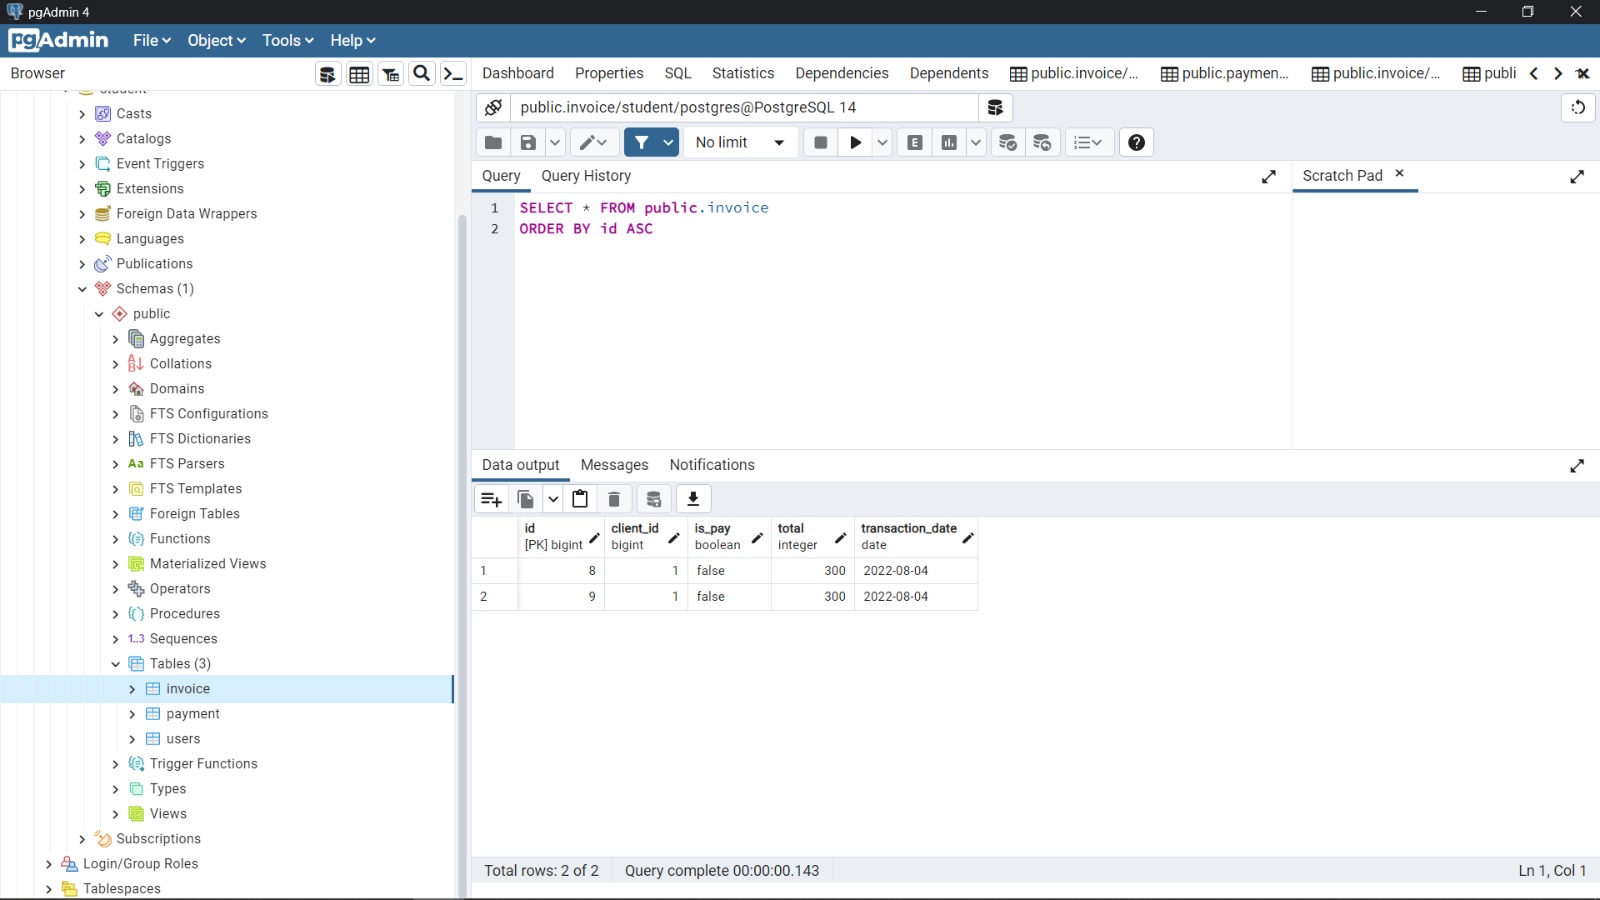 pgAdmin 4
pgAdmin File Object Tools Help
Browser
Dashboard Properties SQL Statistics Dependencies Dependents public.invoice/... public.paymen... public.invoice/... publi
student
Casts
Catalogs
Event Triggers
Extensions
Foreign Data Wrappers
Languages
Publications
Schemas (1)
public
Aggregates
Collations
Domains
FTS Configurations
FTS Dictionaries
Aa FTS Parsers
FTS Templates
Foreign Tables
Functions
Materialized Views
Operators
Procedures
1..3 Sequences
Tables (3)
invoice
payment
users
Trigger Functions
Types
Views
Subscriptions
Login/Group Roles
Tablespaces
public.invoice/student/postgres@PostgreSQL 14
No limit E
Query Query History
Scratch Pad
1 SELECT * FROM public.invoice
2 ORDER BY id ASC
Data output Messages Notifications
id client_id is_pay total transaction_date
[PK] bigint bigint boolean integer date
1 8 1 false 300 2022-08-04
2 9 1 false 300 2022-08-04
Total rows: 2 of 2 Query complete 00:00:00.143 Ln 1, Col 1